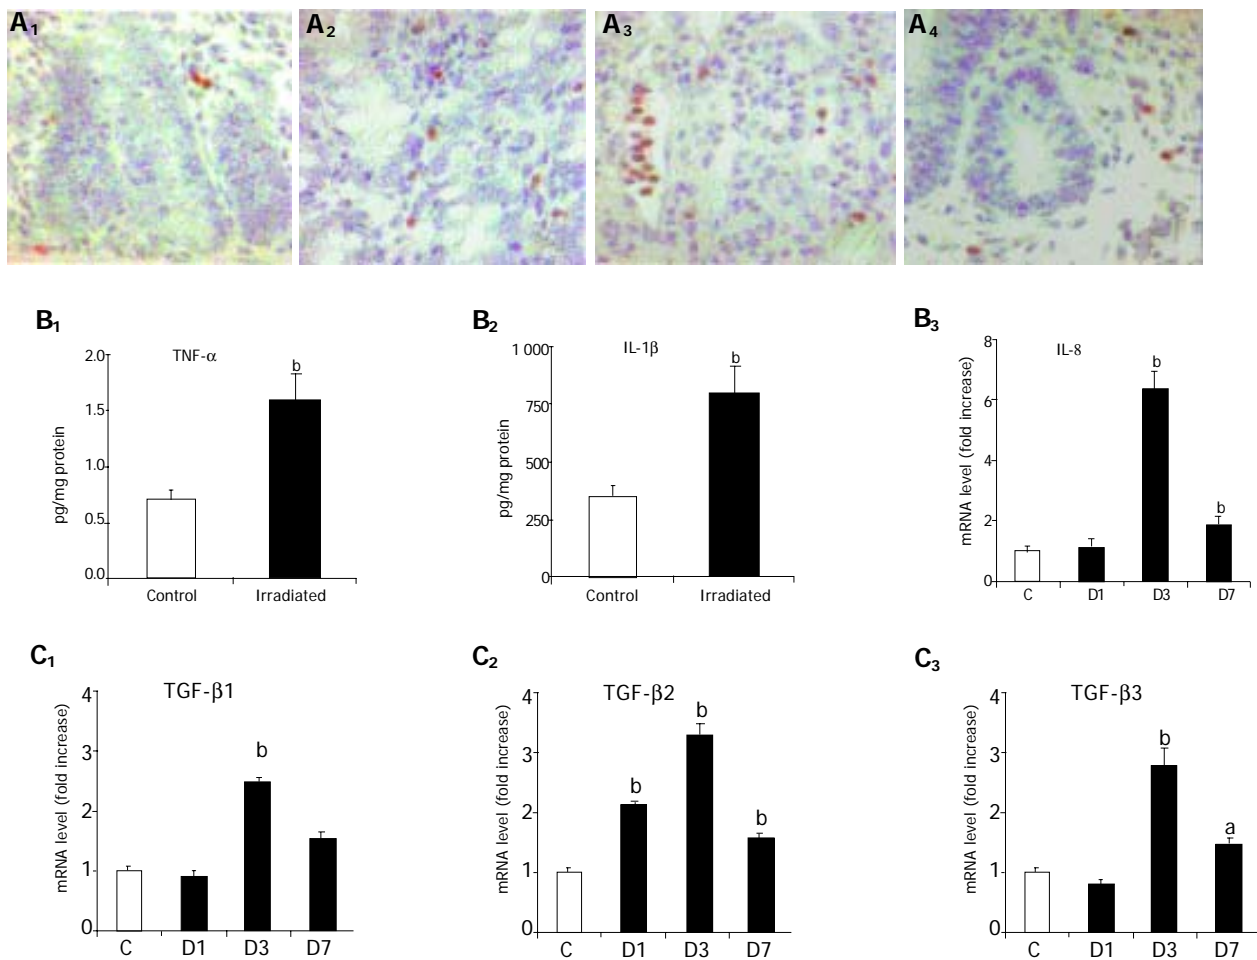 A1 A2 A3 A4
B1
TNF-α
pg/mg protein
2.0
1.5
1.0
0.5
0.0
b
Control Irradiated
B2
IL-1β
pg/mg protein
1 000
750
500
250
0
b
Control Irradiated
B3
IL-8
mRNA level (fold increase)
8
6
4
2
0
b
b
C D1 D3 D7
C1
TGF-β1
mRNA level (fold increase)
4
3
2
1
0
b
C D1 D3 D7
C2
TGF-β2
mRNA level (fold increase)
4
3
2
1
0
b
b
b
C D1 D3 D7
C3
TGF-β3
mRNA level (fold increase)
4
3
2
1
0
b
a
C D1 D3 D7